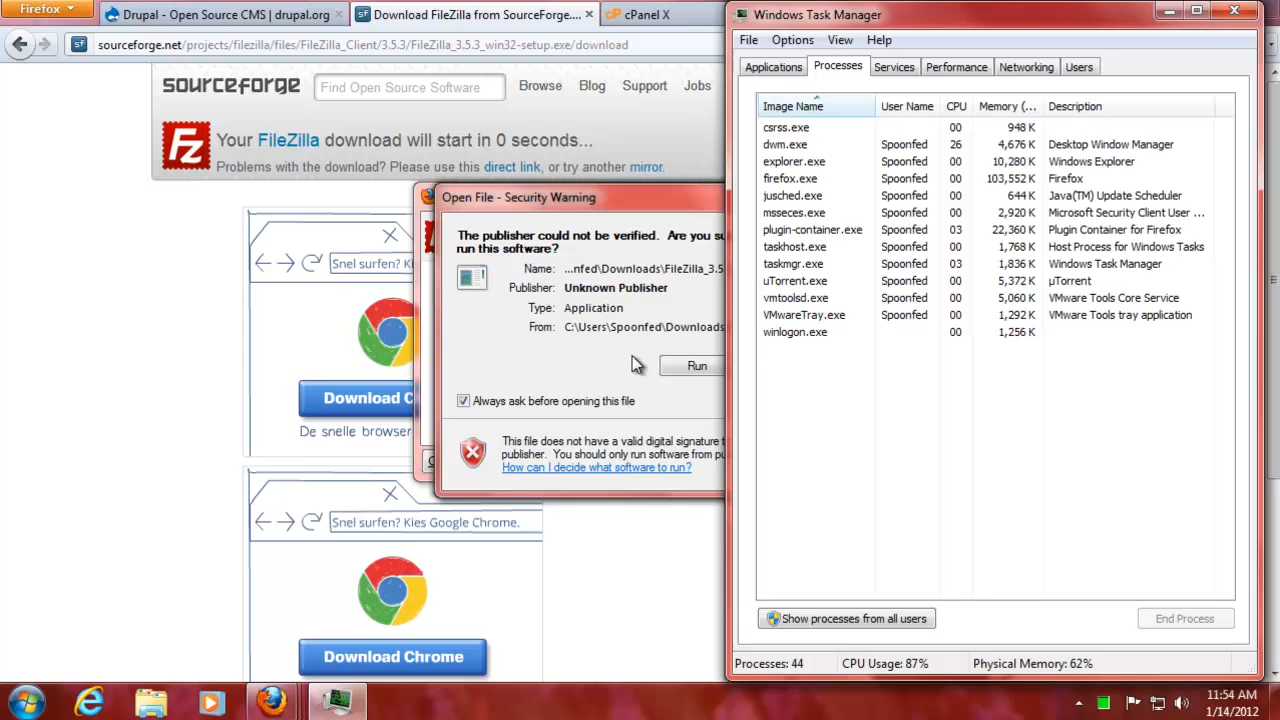 Firefox
Drupal - Open Source CMS | drupal.org
Download FileZilla from SourceForge....
cPanel X
sourceforge.net/projects/filezilla/files/FileZilla_Client/3.5.3/FileZilla_3.5.3_win32-setup.exe/download
sourceforge
Find Open Source Software
Browse
Blog
Support
Jobs
Your FileZilla download will start in 0 seconds...
Problems with the download? Please use this direct link, or try another mirror.
Snel surfen? Ki
Download C
De snelle browser
Snel surfen? Kies Google Chrome.
Download Chrome
Open File - Security Warning
The publisher could not be verified. Are you su
run this software?
Name: ...nfed\Downloads\FileZilla_3.5
Publisher: Unknown Publisher
Type: Application
From: C:\Users\Spoonfed\Downloads
Run
Always ask before opening this file
This file does not have a valid digital signature t
publisher. You should only run software from pu
How can I decide what software to run?
Windows Task Manager
File Options View Help
Applications Processes Services Performance Networking Users
Image Name User Name CPU Memory (... Description
csrss.exe 00 948 K
dwm.exe Spoonfed 26 4,676 K Desktop Window Manager
explorer.exe Spoonfed 00 10,280 K Windows Explorer
firefox.exe Spoonfed 00 103,552 K Firefox
jusched.exe Spoonfed 00 644 K Java(TM) Update Scheduler
msseces.exe Spoonfed 00 2,920 K Microsoft Security Client User ...
plugin-container.exe Spoonfed 03 22,360 K Plugin Container for Firefox
taskhost.exe Spoonfed 00 1,768 K Host Process for Windows Tasks
taskmgr.exe Spoonfed 03 1,836 K Windows Task Manager
uTorrent.exe Spoonfed 00 5,372 K µTorrent
vmtoolsd.exe Spoonfed 00 5,060 K VMware Tools Core Service
VMwareTray.exe Spoonfed 00 1,292 K VMware Tools tray application
winlogon.exe 00 1,256 K
Show processes from all users
End Process
Processes: 44 CPU Usage: 87% Physical Memory: 62%
11:54 AM
1/14/2012